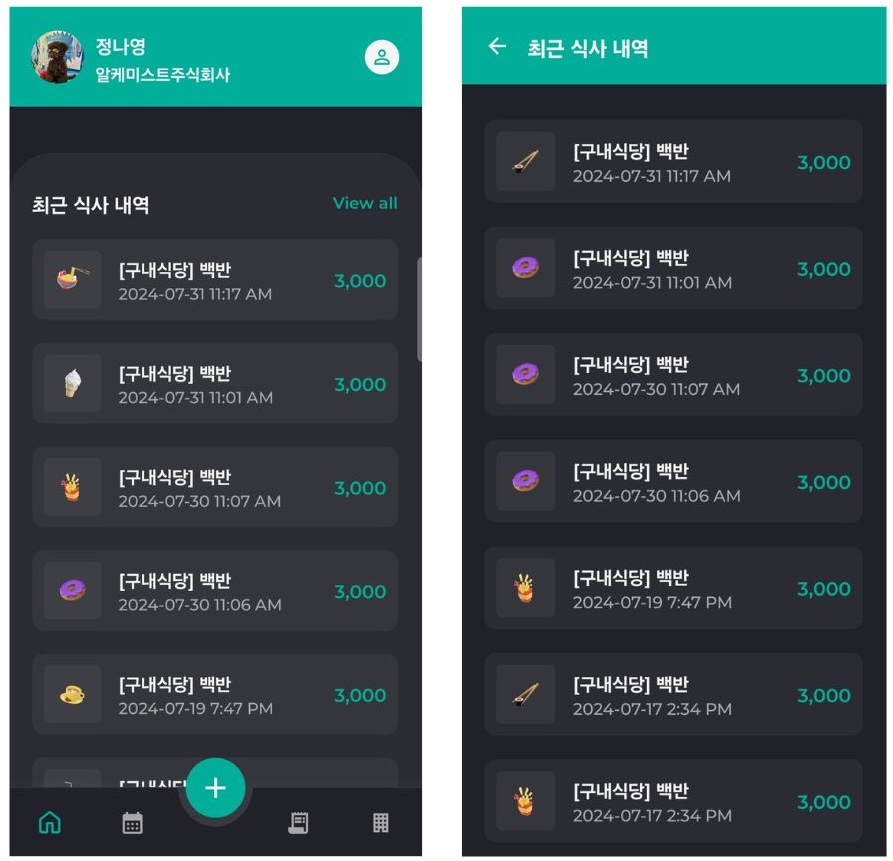 정나영
알케미스트주식회사
최근 식사 내역
View all
[구내식당] 백반
2024-07-31 11:17 AM
3,000
[구내식당] 백반
2024-07-31 11:01 AM
3,000
[구내식당] 백반
2024-07-30 11:07 AM
3,000
[구내식당] 백반
2024-07-30 11:06 AM
3,000
[구내식당] 백반
2024-07-19 7:47 PM
3,000
최근 식사 내역
[구내식당] 백반
2024-07-31 11:17 AM
3,000
[구내식당] 백반
2024-07-31 11:01 AM
3,000
[구내식당] 백반
2024-07-30 11:07 AM
3,000
[구내식당] 백반
2024-07-30 11:06 AM
3,000
[구내식당] 백반
2024-07-19 7:47 PM
3,000
[구내식당] 백반
2024-07-17 2:34 PM
3,000
[구내식당] 백반
2024-07-17 2:34 PM
3,000